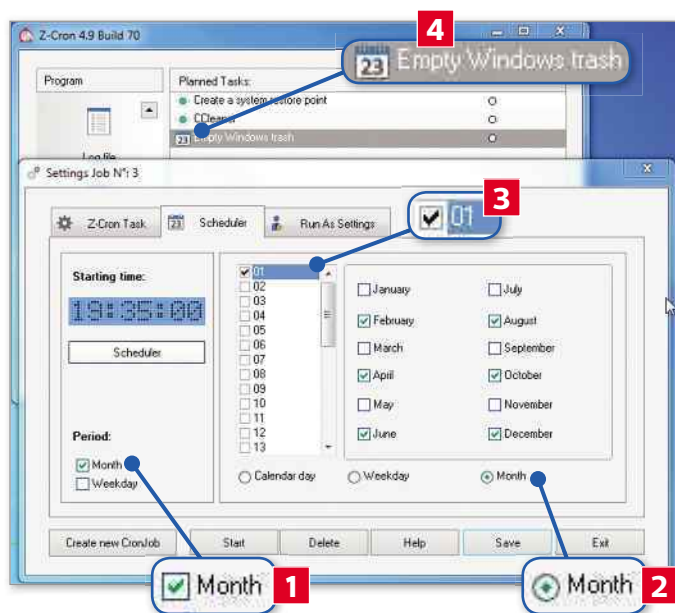 Z-Cron 4.9 Build 70
4
23 Empty Windows trash
Program
Planned Tasks:
Create a system restore point
CCleaner
23 Empty Windows trash
Log file
Settings Job N°: 3
3
01
Z-Cron Task
23 Scheduler
Run As Settings
Starting time:
19:35:00
Scheduler
Period:
Month
Weekday
01
02
03
04
05
06
07
08
09
10
11
12
13
January
July
February
August
March
September
April
October
May
November
June
December
Calendar day
Weekday
Month
Create new CronJob
Start
Delete
Help
Save
Exit
Month 1
Month 2